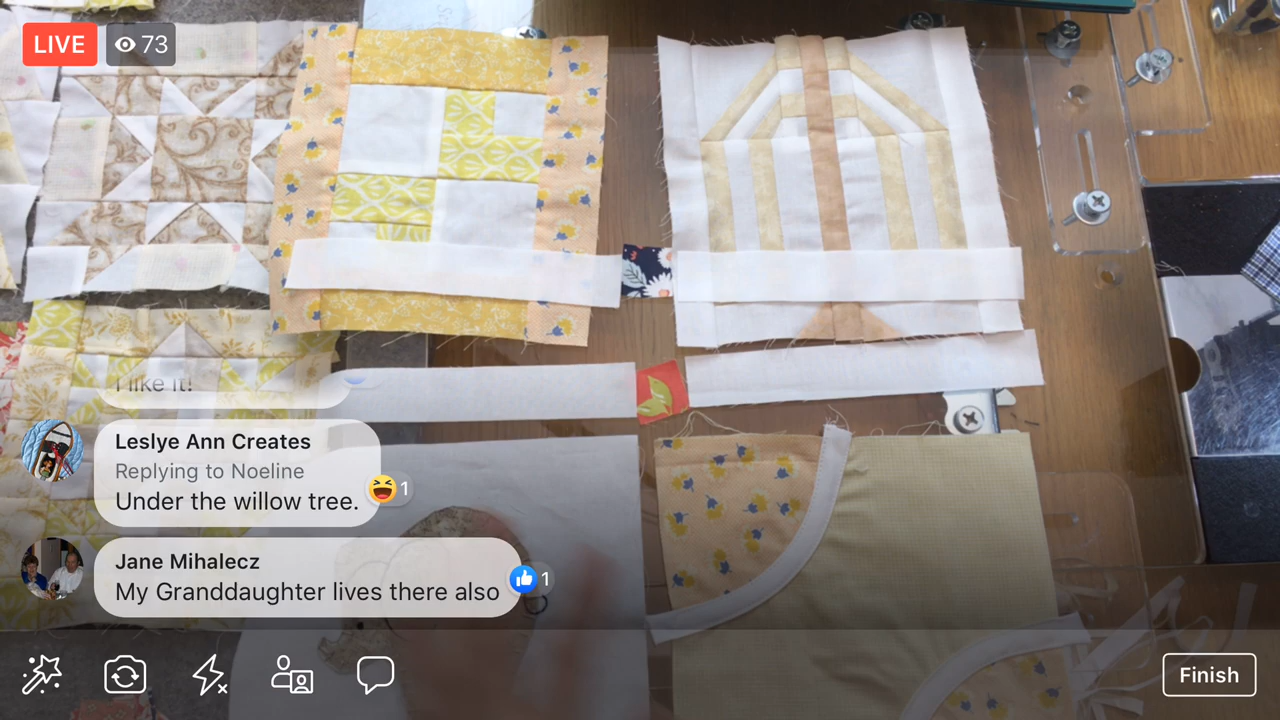 LIVE
73
I like it!
Leslye Ann Creates
Replying to Noeline
Under the willow tree.
1
Jane Mihalecz
My Granddaughter lives there also
1
Finish